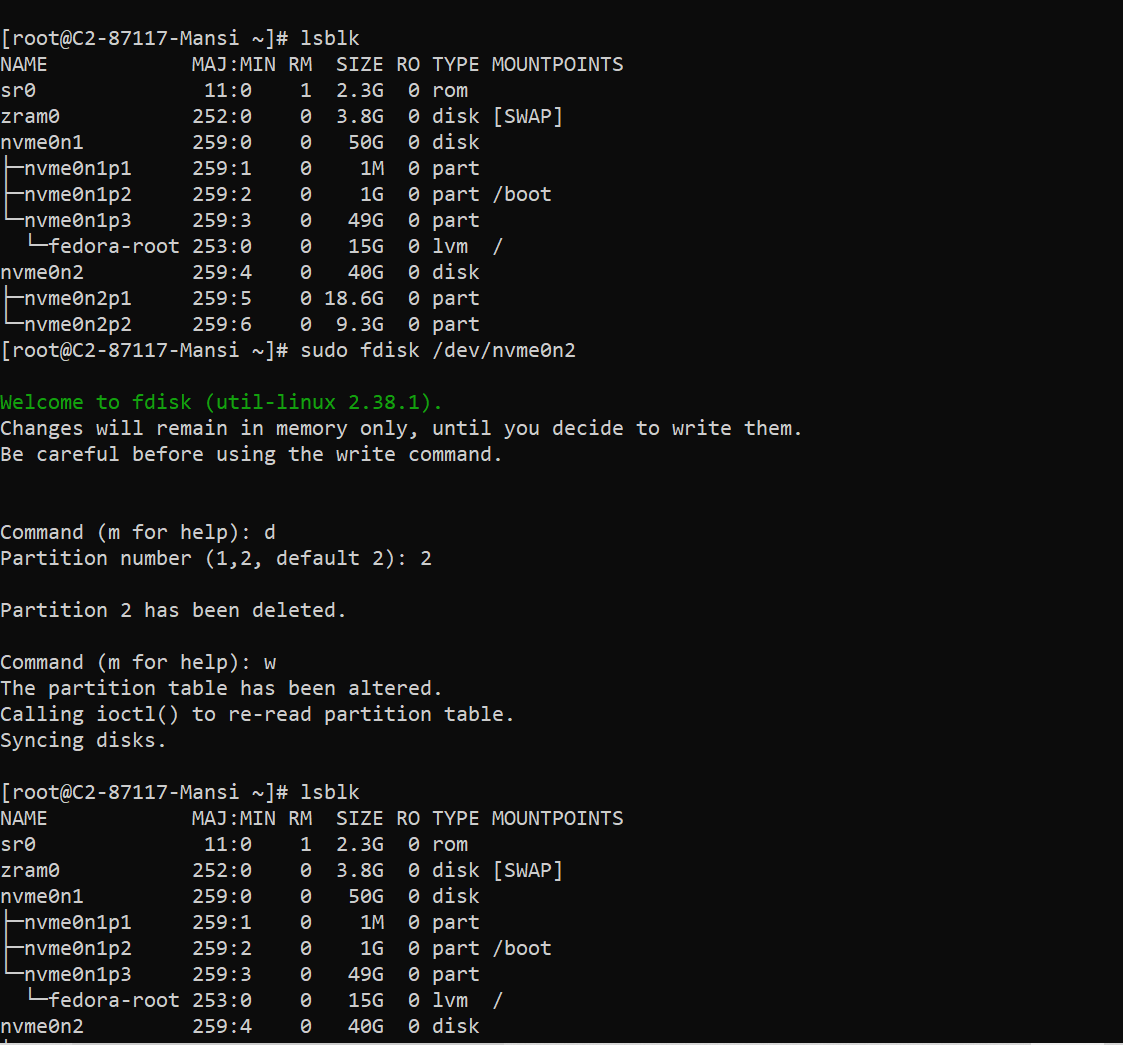 [root@C2-87117-Mansi ~]# lsblk
NAME            MAJ:MIN RM   SIZE RO TYPE MOUNTPOINTS
sr0              11:0    1   2.3G  0 rom
zram0           252:0    0   3.8G  0 disk [SWAP]
nvme0n1         259:0    0    50G  0 disk
├─nvme0n1p1     259:1    0     1M  0 part
├─nvme0n1p2     259:2    0     1G  0 part /boot
└─nvme0n1p3     259:3    0    49G  0 part
  └─fedora-root 253:0    0    15G  0 lvm  /
nvme0n2         259:4    0    40G  0 disk
├─nvme0n2p1     259:5    0 18.6G  0 part
└─nvme0n2p2     259:6    0  9.3G  0 part
[root@C2-87117-Mansi ~]# sudo fdisk /dev/nvme0n2
Welcome to fdisk (util-linux 2.38.1).
Changes will remain in memory only, until you decide to write them.
Be careful before using the write command.
Command (m for help): d
Partition number (1,2, default 2): 2
Partition 2 has been deleted.
Command (m for help): w
The partition table has been altered.
Calling ioctl() to re-read partition table.
Syncing disks.
[root@C2-87117-Mansi ~]# lsblk
NAME            MAJ:MIN RM   SIZE RO TYPE MOUNTPOINTS
sr0              11:0    1   2.3G  0 rom
zram0           252:0    0   3.8G  0 disk [SWAP]
nvme0n1         259:0    0    50G  0 disk
├─nvme0n1p1     259:1    0     1M  0 part
├─nvme0n1p2     259:2    0     1G  0 part /boot
└─nvme0n1p3     259:3    0    49G  0 part
  └─fedora-root 253:0    0    15G  0 lvm  /
nvme0n2         259:4    0    40G  0 disk